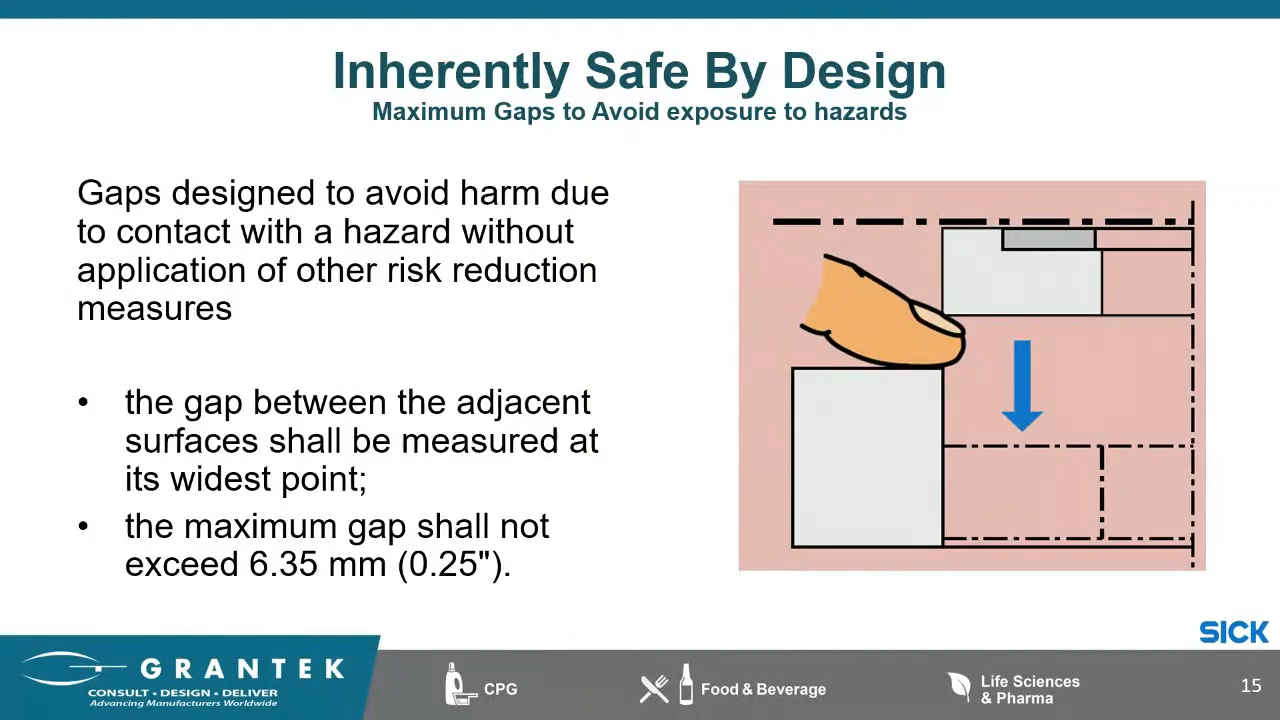 Inherently Safe By Design
Maximum Gaps to Avoid exposure to hazards
Gaps designed to avoid harm due
to contact with a hazard without
application of other risk reduction
measures
• the gap between the adjacent
surfaces shall be measured at
its widest point;
• the maximum gap shall not
exceed 6.35 mm (0.25").
SICK
GRANTEK
CONSULT • DESIGN • DELIVER
Advancing Manufacturers Worldwide
CPG
Food & Beverage
Life Sciences
& Pharma
15